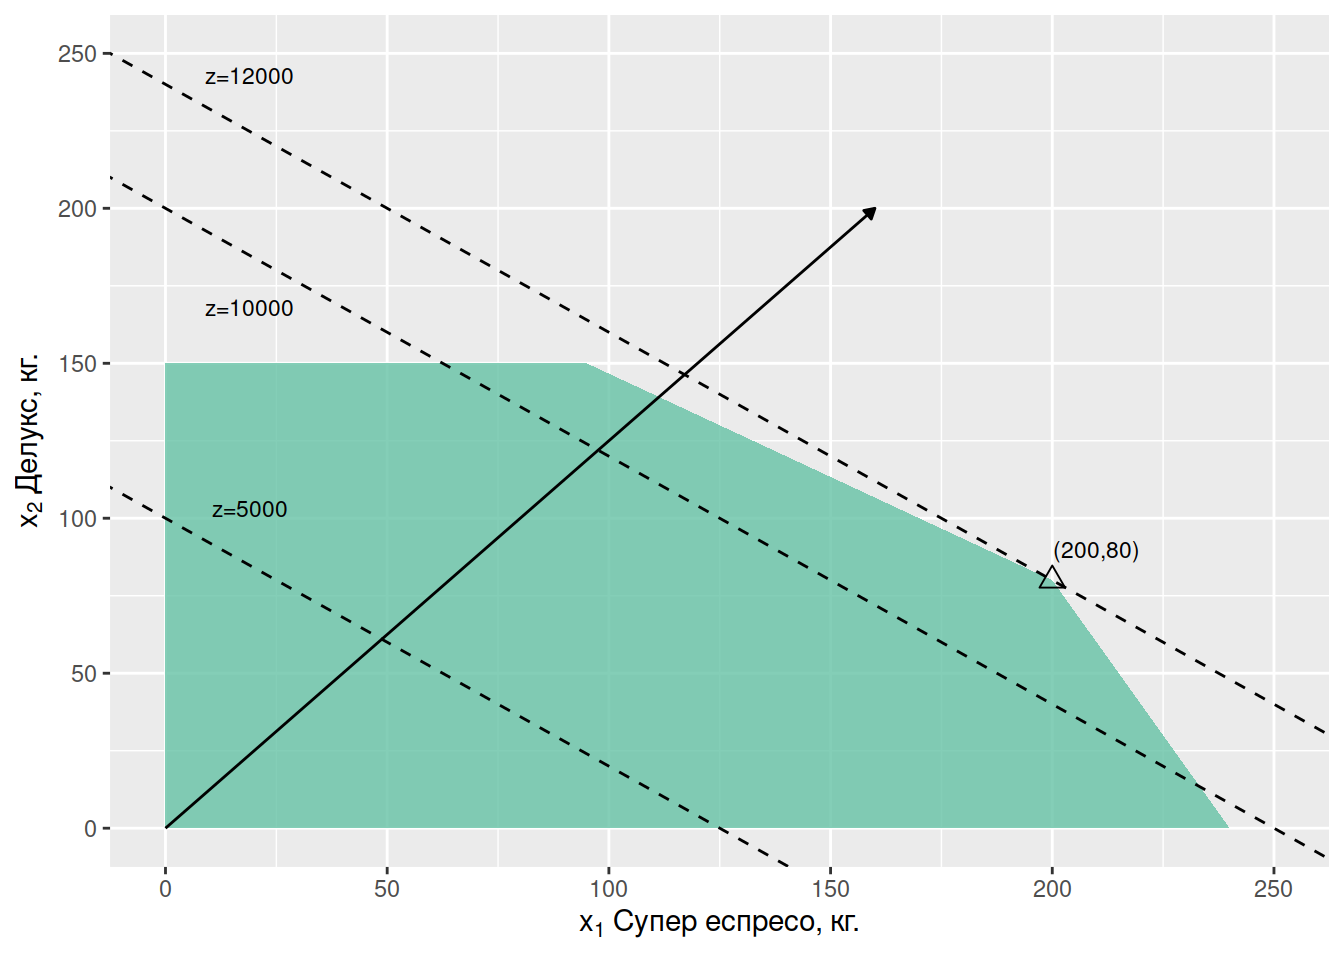 250
200
150
100
50
0
x₂ Делукс, кг.
z=12000
z=10000
z=5000
(200,80)
0 50 100 150 200 250
x₁ Супер еспресо, кг.